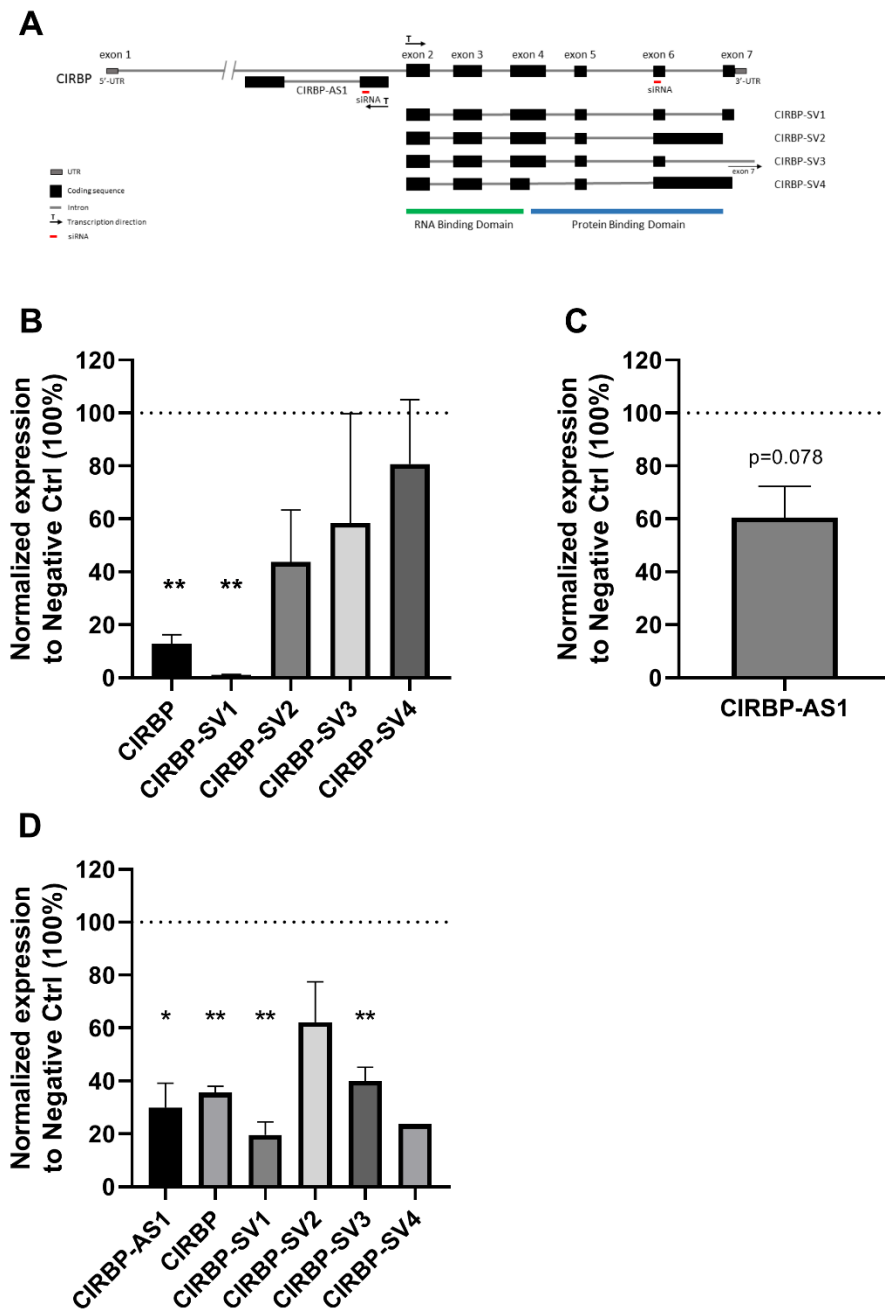 A
exon 1
T
exon 2
exon 3
exon 4
exon 5
exon 6
exon 7
CIRBP
5'-UTR
3'-UTR
CIRBP-AS1
siRNA
T
siRNA
CIRBP-SV1
CIRBP-SV2
CIRBP-SV3
exon 7
CIRBP-SV4
UTR
Coding sequence
Intron
T
Transcription direction
siRNA
RNA Binding Domain
Protein Binding Domain
B
Normalized expression
to Negative Ctrl (100%)
120
100
80
60
40
20
0
**
**
CIRBP
CIRBP-SV1
CIRBP-SV2
CIRBP-SV3
CIRBP-SV4
C
Normalized expression
to Negative Ctrl (100%)
120
100
80
60
40
20
0
p=0.078
CIRBP-AS1
D
Normalized expression
to Negative Ctrl (100%)
120
100
80
60
40
20
0
*
**
**
**
CIRBP-AS1
CIRBP
CIRBP-SV1
CIRBP-SV2
CIRBP-SV3
CIRBP-SV4